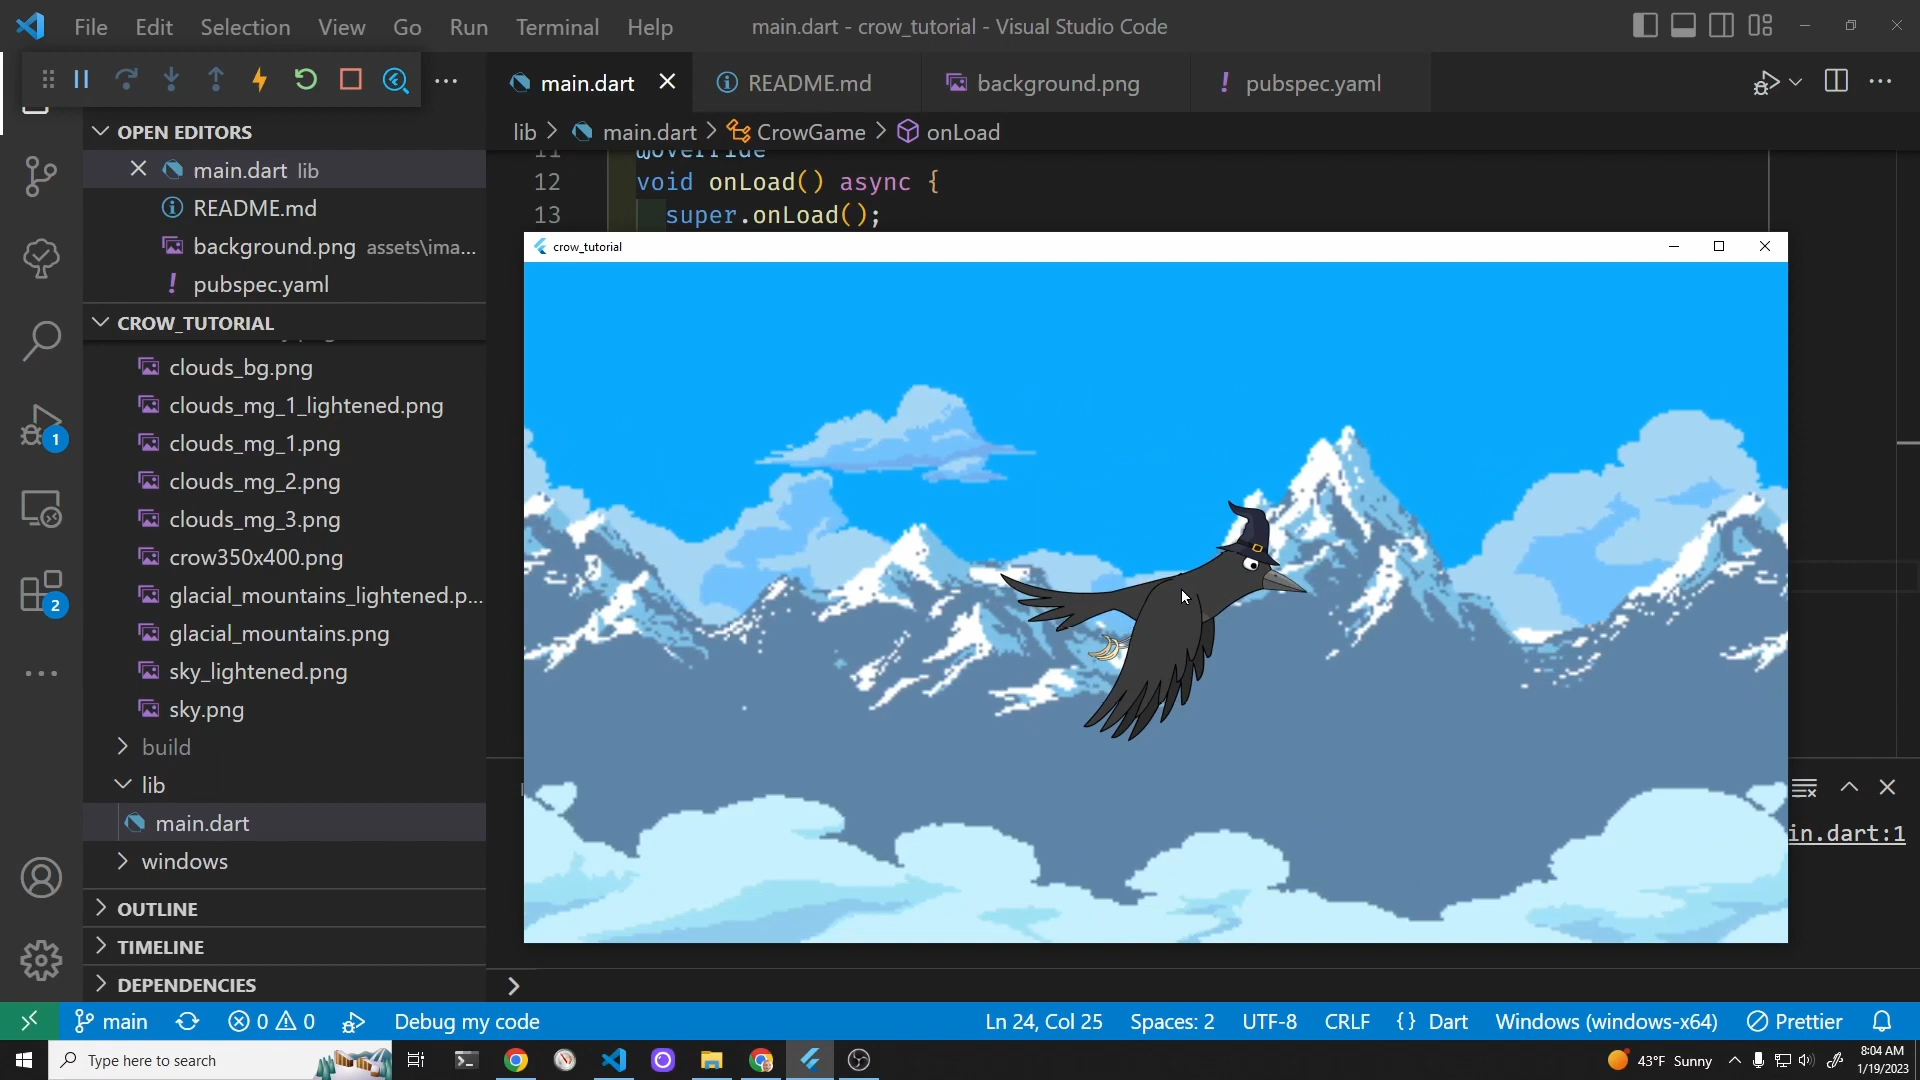 File Edit Selection View Go Run Terminal Help main.dart - crow_tutorial - Visual Studio Code
main.dart README.md background.png pubspec.yaml
OPEN EDITORS
lib main.dart CrowGame onLoad
main.dart lib
README.md
background.png assets\ima...
pubspec.yaml
@override
12 void onLoad() async {
13 super.onLoad();
crow_tutorial
CROW_TUTORIAL
clouds_bg.png
clouds_mg_1_lightened.png
clouds_mg_1.png
clouds_mg_2.png
clouds_mg_3.png
crow350x400.png
glacial_mountains_lightened.p...
glacial_mountains.png
sky_lightened.png
sky.png
build
lib
main.dart
windows
OUTLINE
TIMELINE
DEPENDENCIES
1
2
in.dart:1
main 0 0 Debug my code Ln 24, Col 25 Spaces: 2 UTF-8 CRLF {} Dart Windows (windows-x64) Prettier
Type here to search 43°F Sunny 8:04 AM
1/19/2023